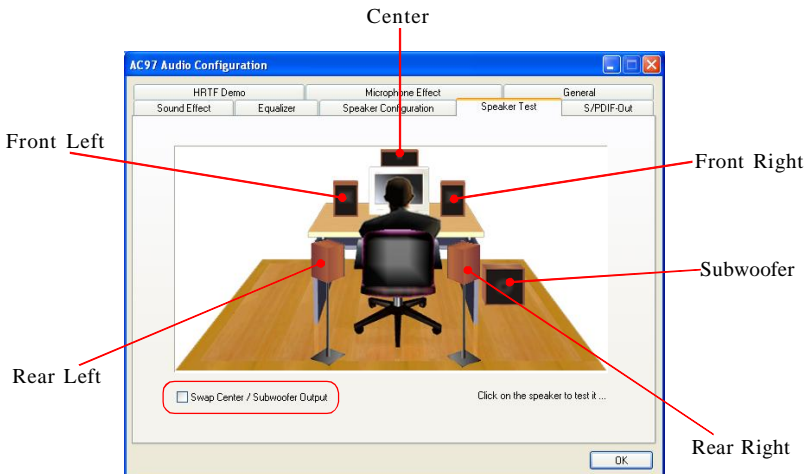 Center
AC97 Audio Configuration
HRTF Demo Microphone Effect General
Sound Effect Equalizer Speaker Configuration Speaker Test S/PDIF-Out
Front Left
Front Right
Subwoofer
Rear Left
Swap Center / Subwoofer Output
Click on the speaker to test it ...
Rear Right
OK